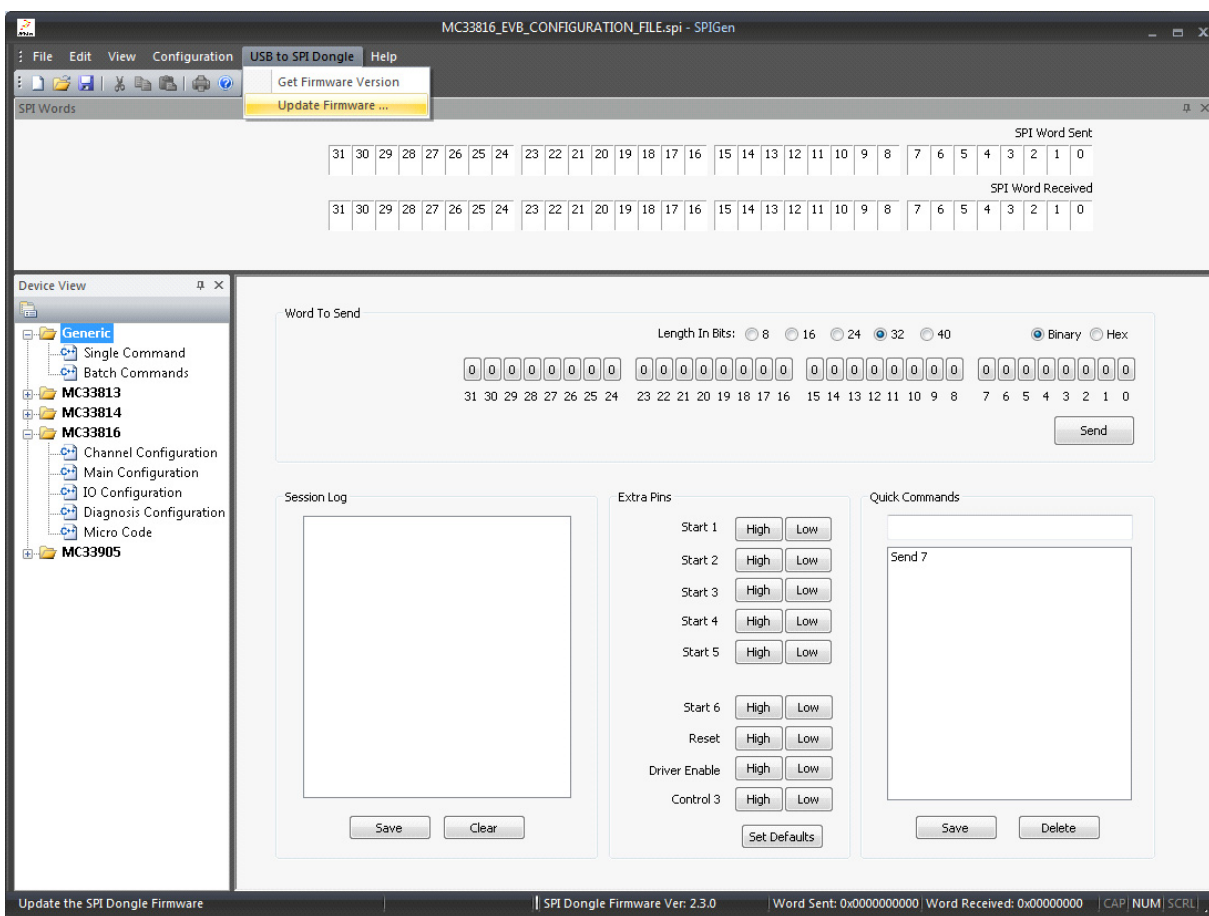 MC33816_EVB_CONFIGURATION_FILE.spi - SPIGen
File Edit View Configuration USB to SPI Dongle Help
Get Firmware Version
Update Firmware ...
SPI Words
SPI Word Sent
31 30 29 28 27 26 25 24 23 22 21 20 19 18 17 16 15 14 13 12 11 10 9 8 7 6 5 4 3 2 1 0
SPI Word Received
31 30 29 28 27 26 25 24 23 22 21 20 19 18 17 16 15 14 13 12 11 10 9 8 7 6 5 4 3 2 1 0
Device View
Generic
Single Command
Batch Commands
MC33813
MC33814
MC33816
Channel Configuration
Main Configuration
IO Configuration
Diagnosis Configuration
Micro Code
MC33905
Word To Send
Length In Bits: 8 16 24 32 40 Binary Hex
0 0 0 0 0 0 0 0 0 0 0 0 0 0 0 0 0 0 0 0 0 0 0 0 0 0 0 0 0 0 0 0
31 30 29 28 27 26 25 24 23 22 21 20 19 18 17 16 15 14 13 12 11 10 9 8 7 6 5 4 3 2 1 0
Send
Session Log
Save Clear
Extra Pins
Start 1 High Low
Start 2 High Low
Start 3 High Low
Start 4 High Low
Start 5 High Low
Start 6 High Low
Reset High Low
Driver Enable High Low
Control 3 High Low
Set Defaults
Quick Commands
Send 7
Save Delete
Update the SPI Dongle Firmware SPI Dongle Firmware Ver: 2.3.0 Word Sent: 0x0000000000 Word Received: 0x00000000 CAP NUM SCRL